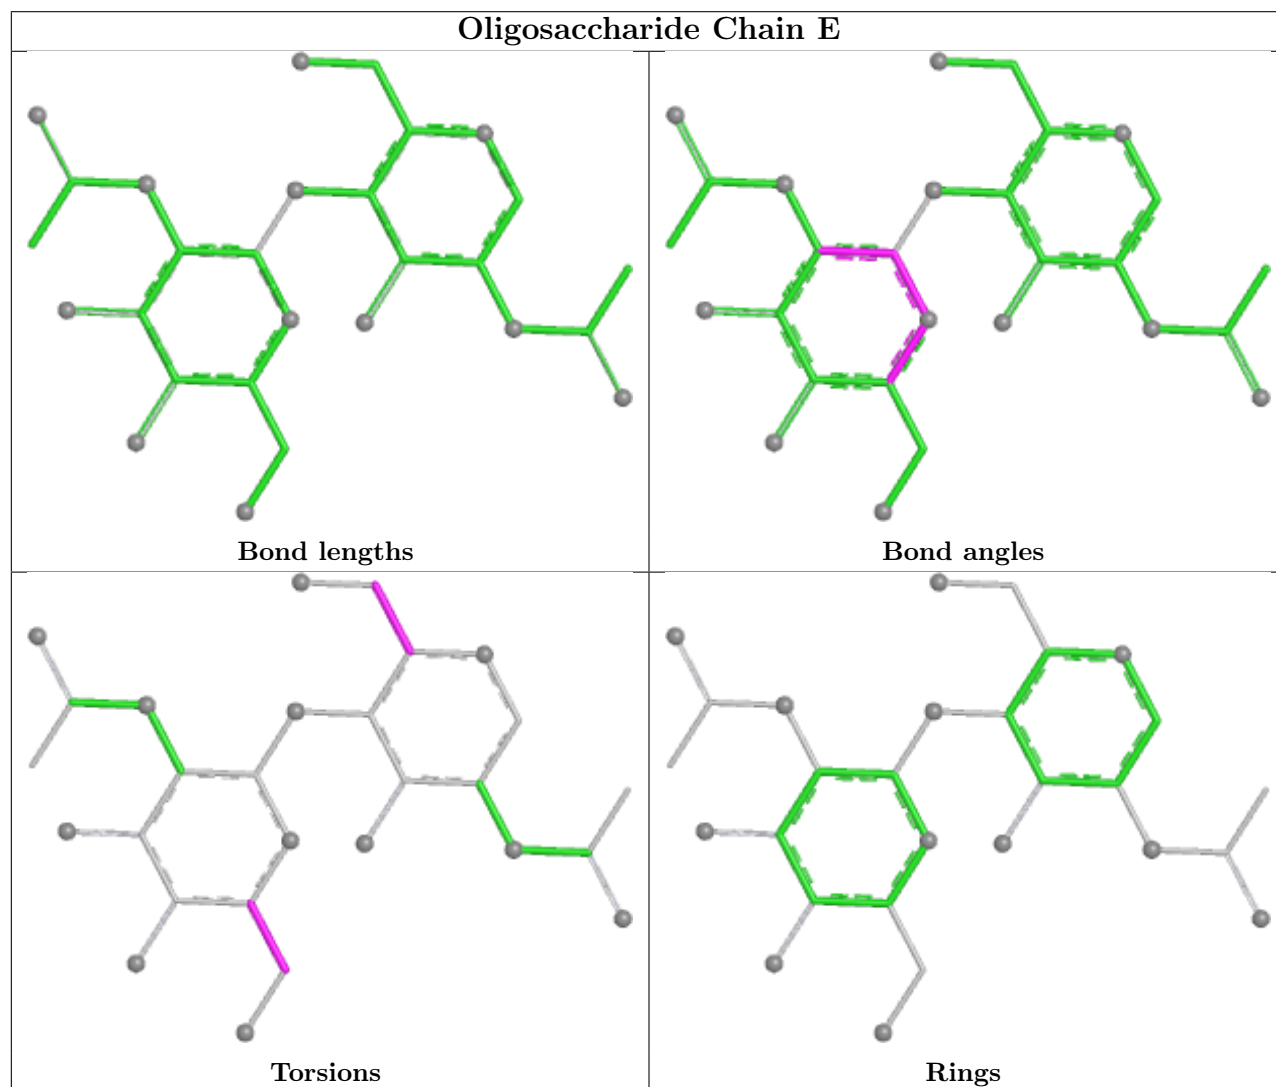 Oligosaccharide Chain E
Bond lengths
Bond angles
Torsions
Rings